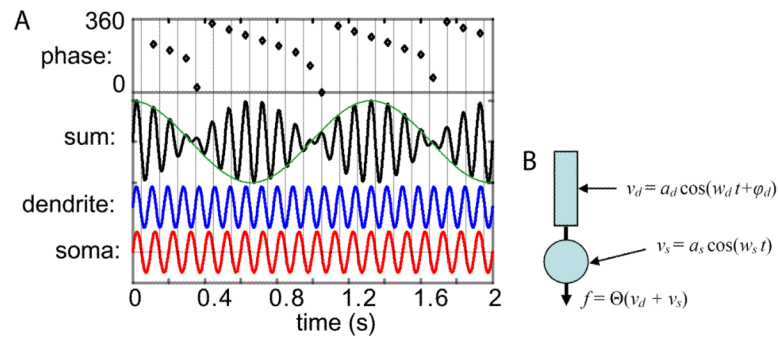 A
360
phase:
0
sum:
dendrite:
soma:
0 0.4 0.8 1.2 1.6 2
time (s)
B
v_d = a_d cos(w_d t+φ_d)
v_s = a_s cos(w_s t)
f = Θ(v_d + v_s)